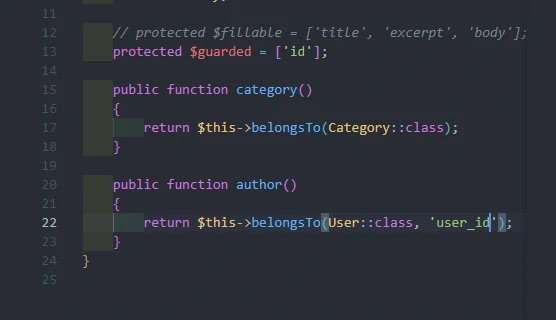 11
12 // protected $fillable = ['title', 'excerpt', 'body'];
13 protected $guarded = ['id'];
14
15 public function category()
16 {
17 return $this->belongsTo(Category::class);
18 }
19
20 public function author()
21 {
22 return $this->belongsTo(User::class, 'user_id');
23 }
24 }
25